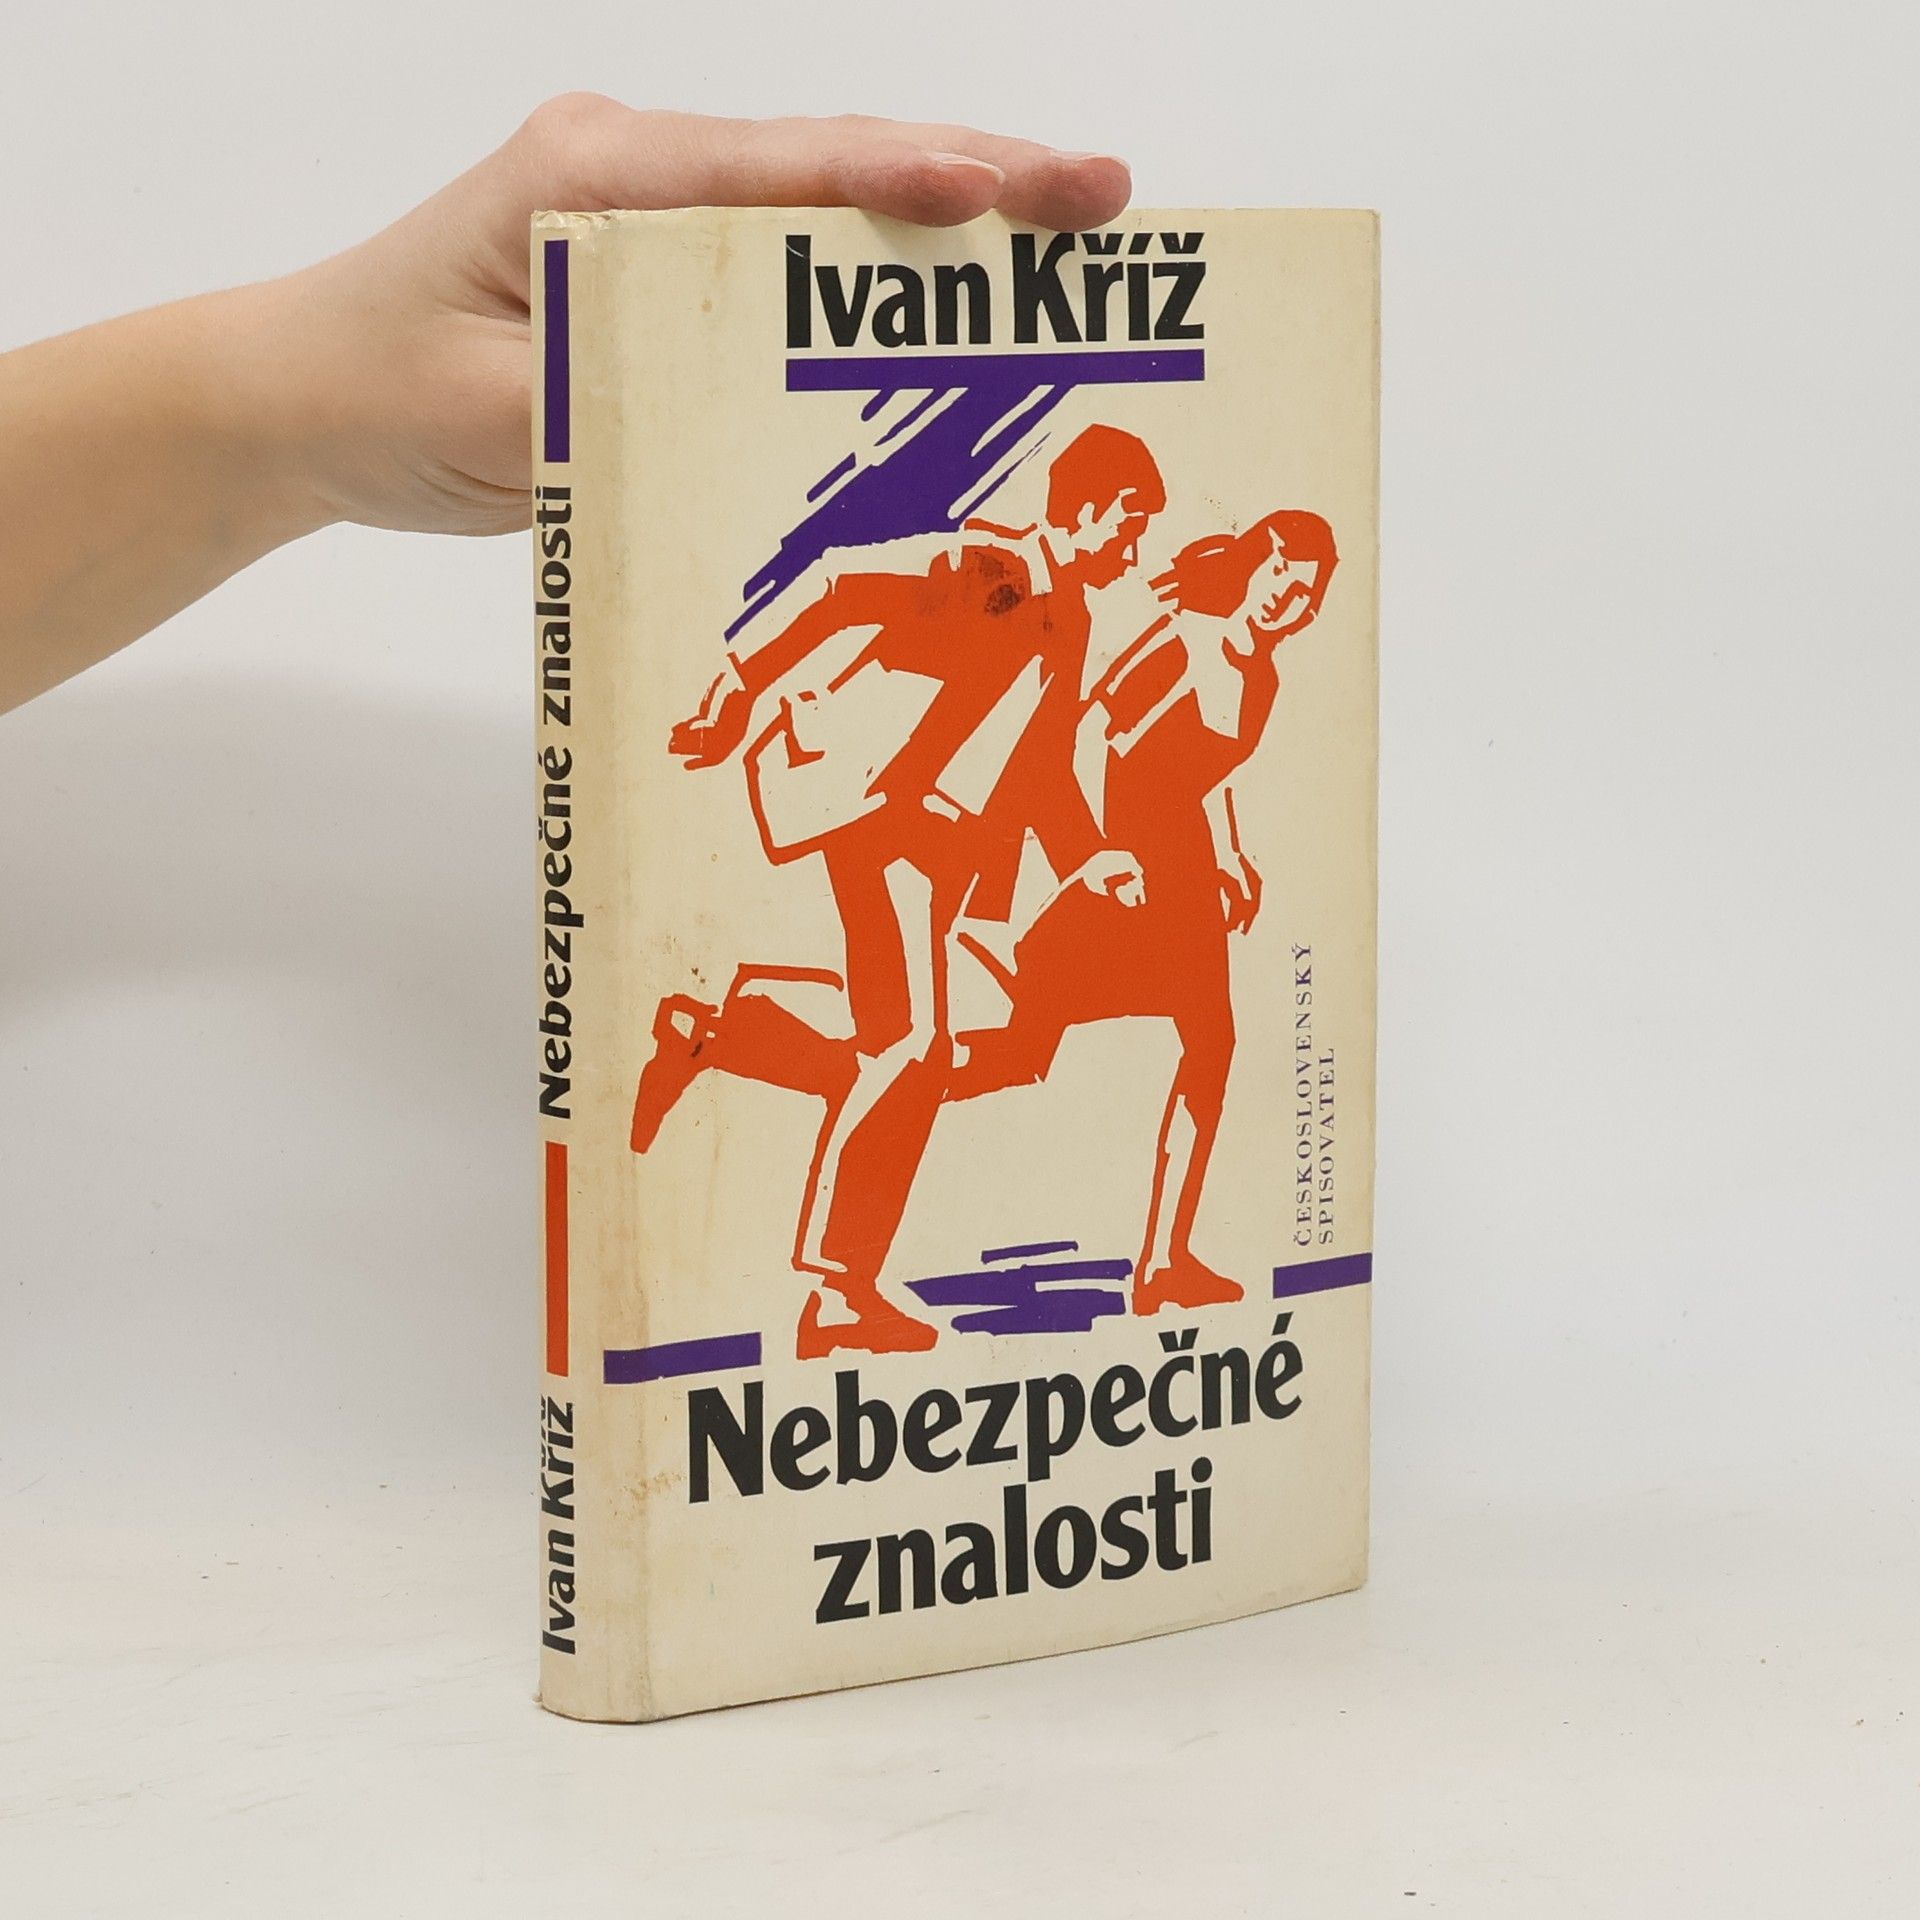 Ivan Kříž
Nebezpečné znalosti
Ivan Kříž
ČESKOSLOVENSKÝ
SPISOVATEL
Nebezpečné
znalosti